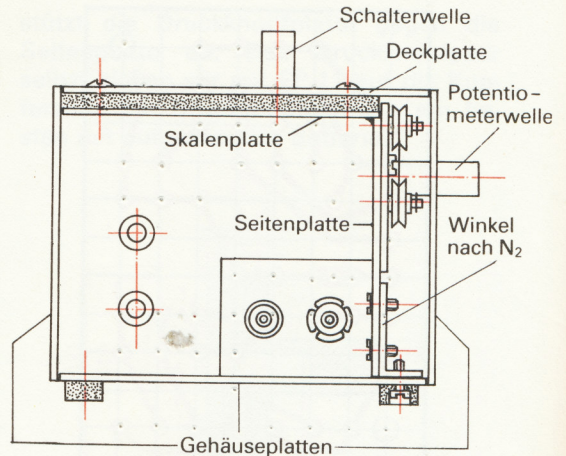 Schalterwelle
Deckplatte
Potentio-
meterwelle
Skalenplatte
Seitenplatte
Winkel
nach N₂
Gehäuseplatten